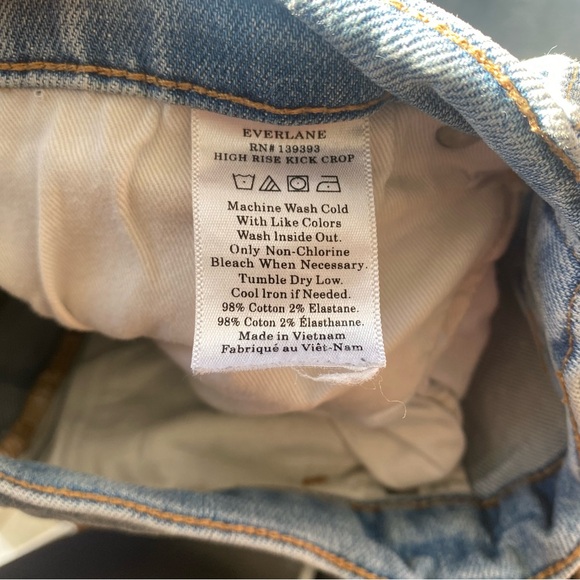 EVERLANE
RN# 139393
HIGH RISE KICK CROP
Machine Wash Cold
With Like Colors
Wash Inside Out.
Only Non-Chlorine
Bleach When Necessary.
Tumble Dry Low.
Cool Iron if Needed.
98% Cotton 2% Elastane.
98% Coton 2% Élasthanne.
Made in Vietnam
Fabriqué au Viêt-Nam